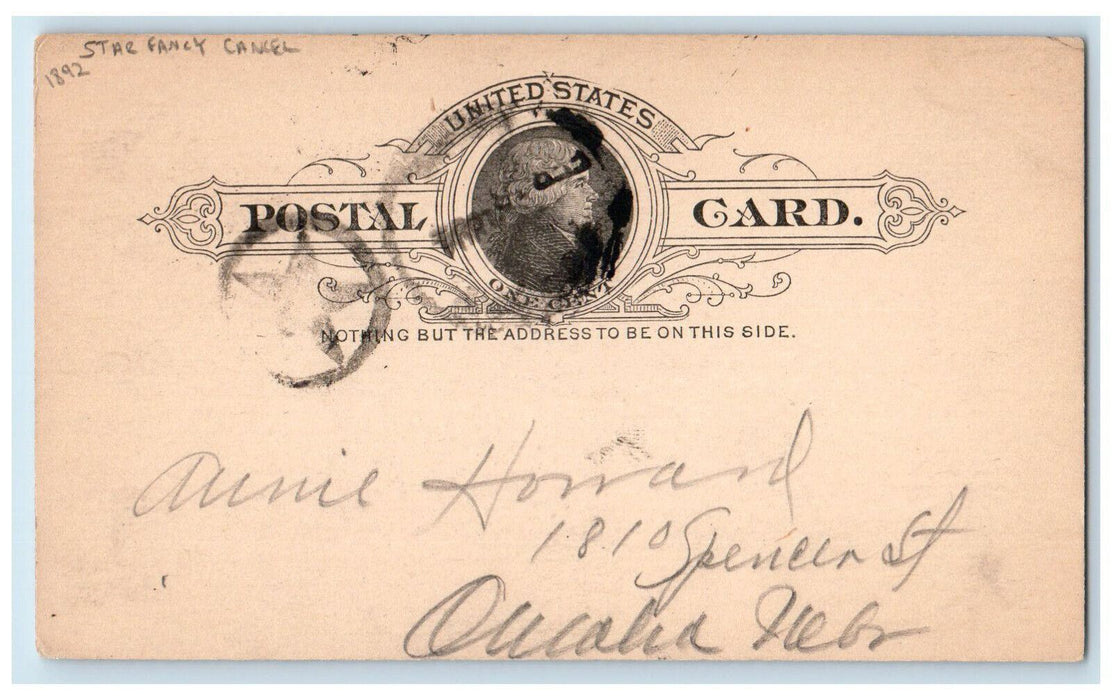 STAR FANCY CANCEL
1892
UNITED STATES
POSTAL CARD.
ONE CENT
NOTHING BUT THE ADDRESS TO BE ON THIS SIDE.
Annie Howard
1810 Spencer St
Omaha Nebr